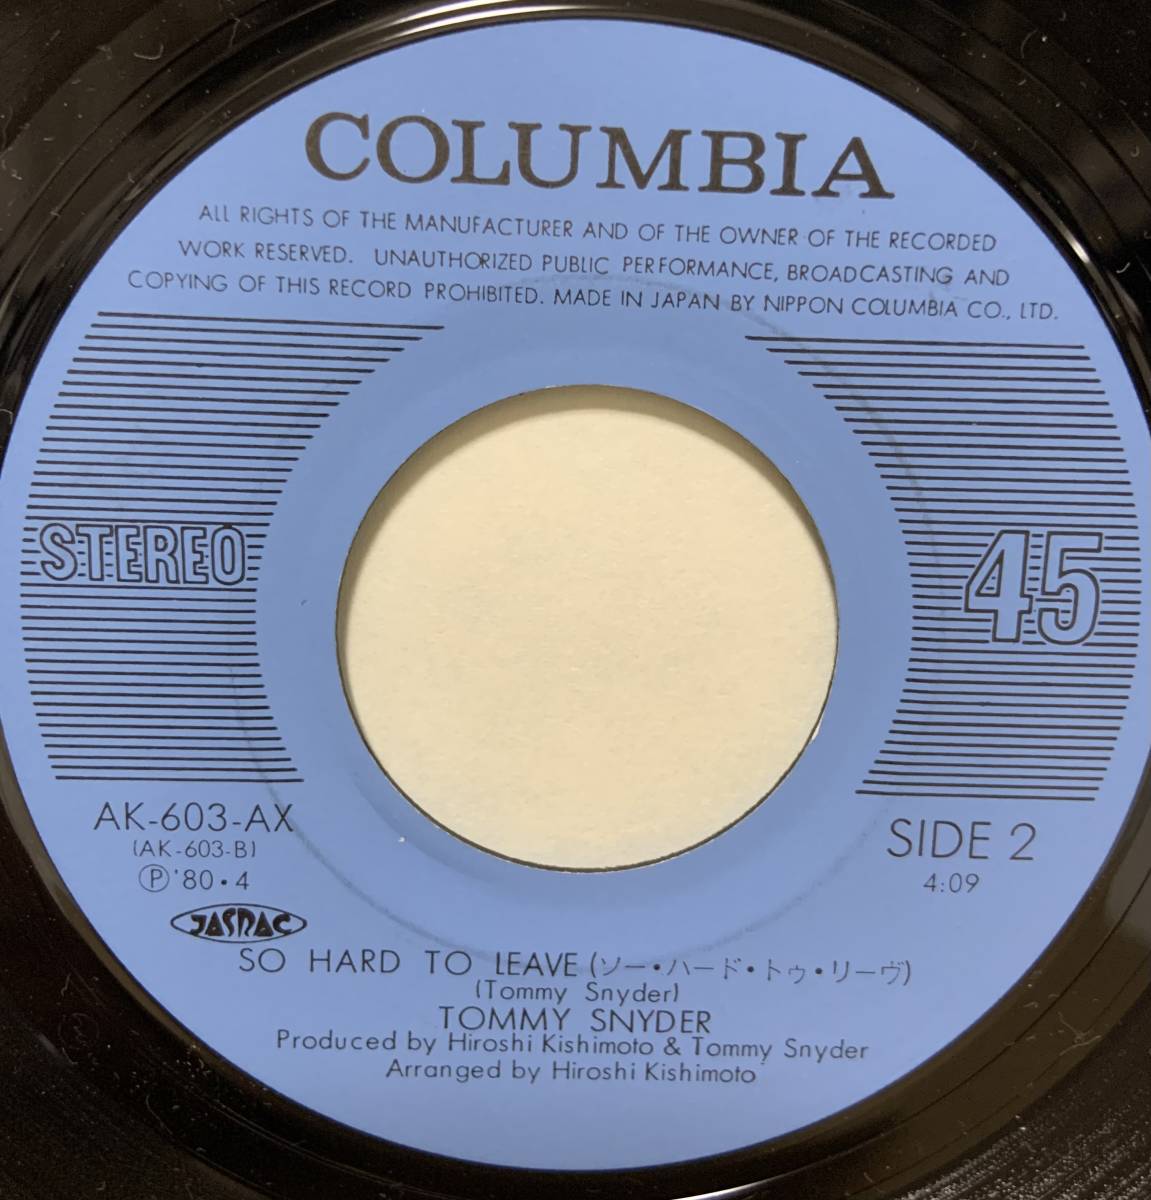 COLUMBIA
ALL RIGHTS OF THE MANUFACTURER AND OF THE OWNER OF THE RECORDED
WORK RESERVED. UNAUTHORIZED PUBLIC PERFORMANCE, BROADCASTING AND
COPYING OF THIS RECORD PROHIBITED. MADE IN JAPAN BY NIPPON COLUMBIA CO., LTD.
STEREO
45
AK-603-AX
(AK-603-B)
Ⓟ'80・4
JASRAC
SIDE 2
4:09
SO HARD TO LEAVE (ソー・ハード・トゥ・リーヴ)
(Tommy Snyder)
TOMMY SNYDER
Produced by Hiroshi Kishimoto & Tommy Snyder
Arranged by Hiroshi Kishimoto